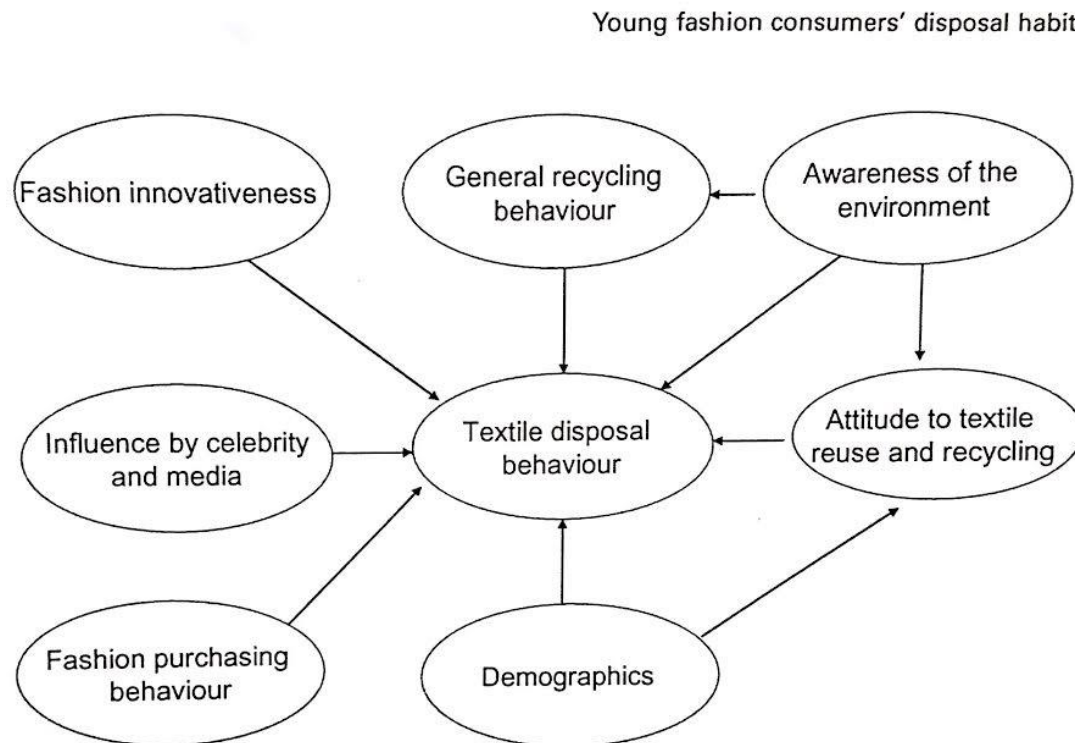 Young fashion consumers' disposal habit
Fashion innovativeness
General recycling
behaviour
Awareness of the
environment
Influence by celebrity
and media
Textile disposal
behaviour
Attitude to textile
reuse and recycling
Fashion purchasing
behaviour
Demographics